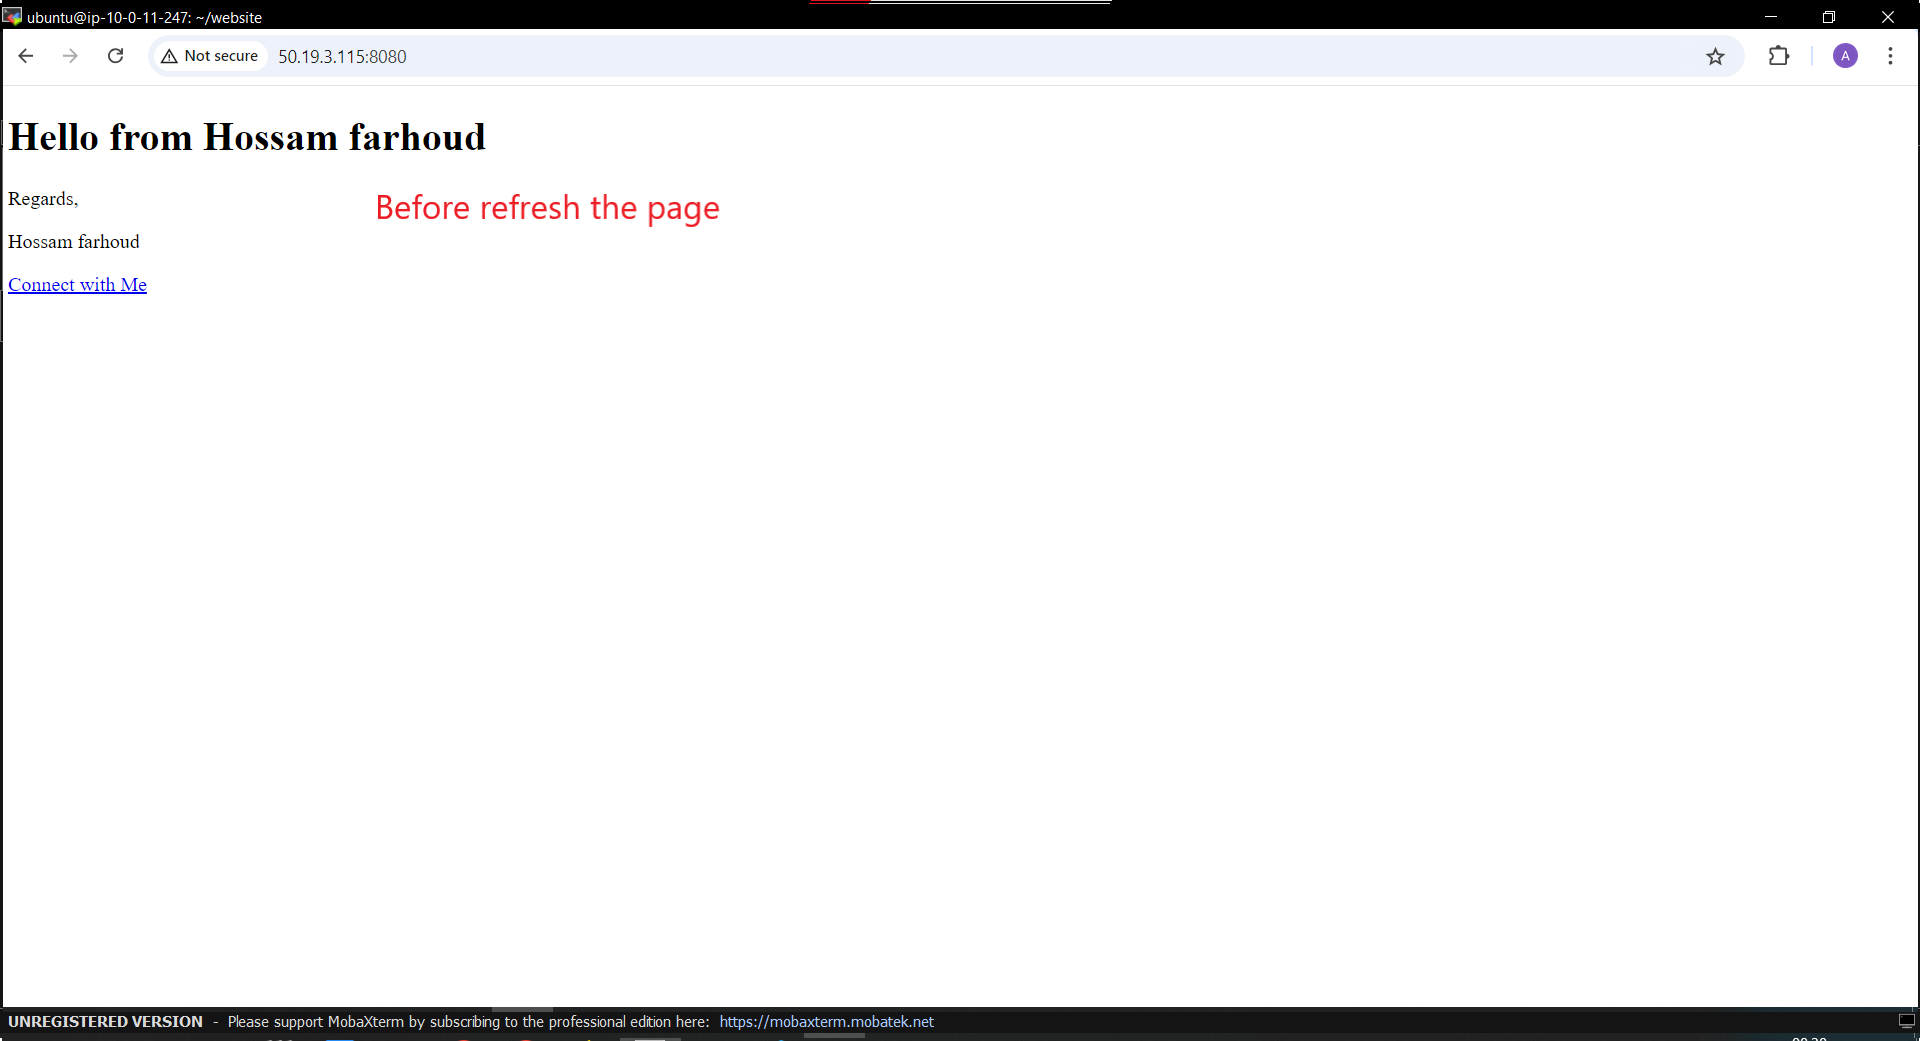 ubuntu@ip-10-0-11-247: ~/website
Not secure 50.19.3.115:8080
A
Hello from Hossam farhoud
Regards,
Before refresh the page
Hossam farhoud
Connect with Me
UNREGISTERED VERSION - Please support MobaXterm by subscribing to the professional edition here: https://mobaxterm.mobatek.net